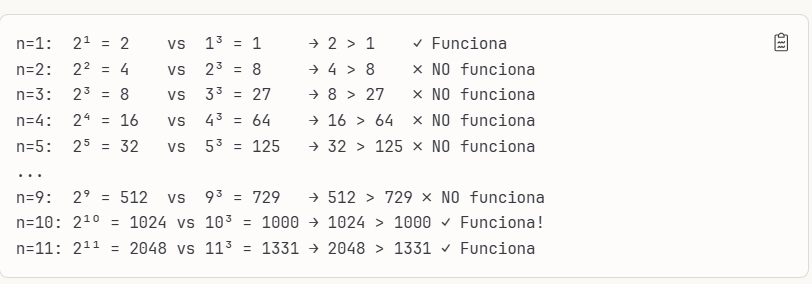 n=1:  2¹ = 2    vs  1³ = 1     → 2 > 1    ✓ Funciona
n=2:  2² = 4    vs  2³ = 8     → 4 > 8    × NO funciona
n=3:  2³ = 8    vs  3³ = 27    → 8 > 27   × NO funciona
n=4:  2⁴ = 16   vs  4³ = 64    → 16 > 64  × NO funciona
n=5:  2⁵ = 32   vs  5³ = 125   → 32 > 125 × NO funciona
...
n=9:  2⁹ = 512  vs  9³ = 729   → 512 > 729 × NO funciona
n=10: 2¹⁰ = 1024 vs 10³ = 1000 → 1024 > 1000 ✓ Funciona!
n=11: 2¹¹ = 2048 vs 11³ = 1331 → 2048 > 1331 ✓ Funciona